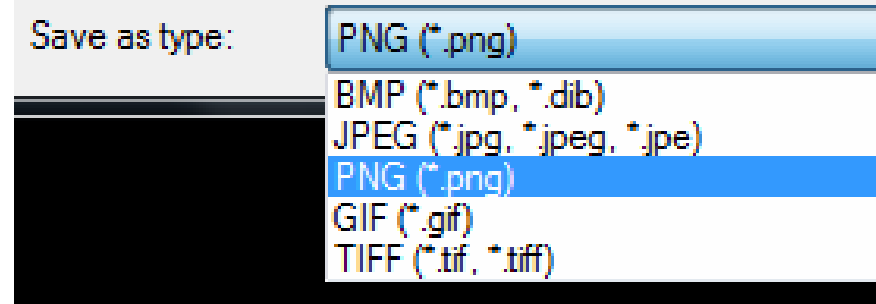 Save as type: PNG (*.png)
BMP (*.bmp, *.dib)
JPEG (*.jpg, *.jpeg, *.jpe)
PNG (*.png)
GIF (*.gif)
TIFF (*.tif, *.tiff)